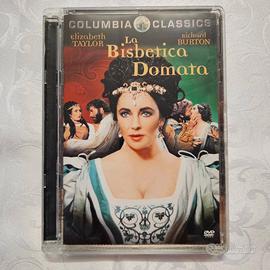 COLUMBIA CLASSICS
elizabeth TAYLOR
richard BURTON
La Bisbetica Domata
DVD